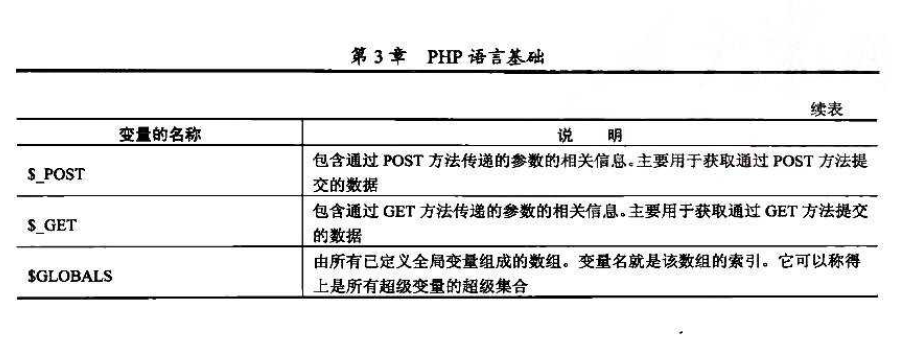 第 3 章 PHP 语言基础
续表
变量的名称 说 明
$_POST 包含通过 POST 方法传递的参数的相关信息。主要用于获取通过 POST 方法提
交的数据
$_GET 包含通过 GET 方法传递的参数的相关信息。主要用于获取通过 GET 方法提交
的数据
$GLOBALS 由所有已定义全局变量组成的数组。变量名就是该数组的索引。它可以称得
上是所有超级变量的超级集合